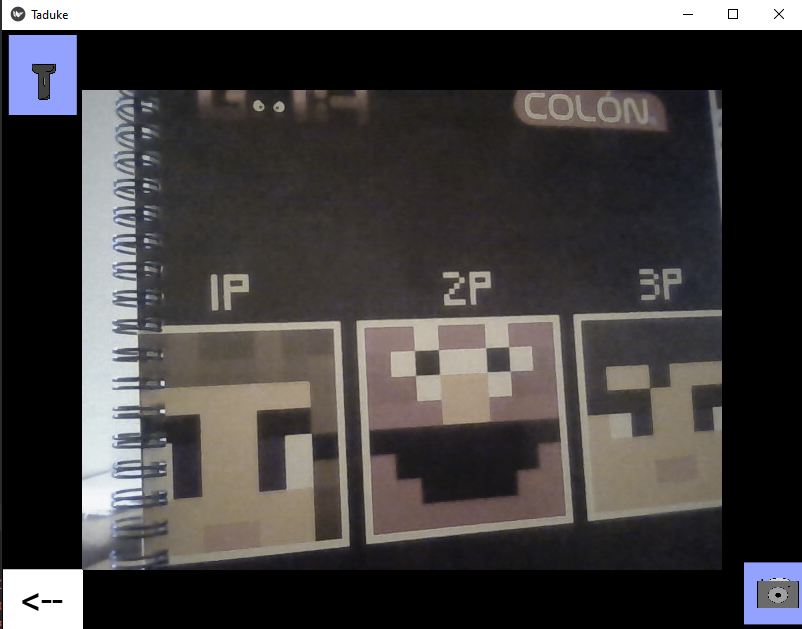 Taduke
COLÓN
1P
2P
3P
<--